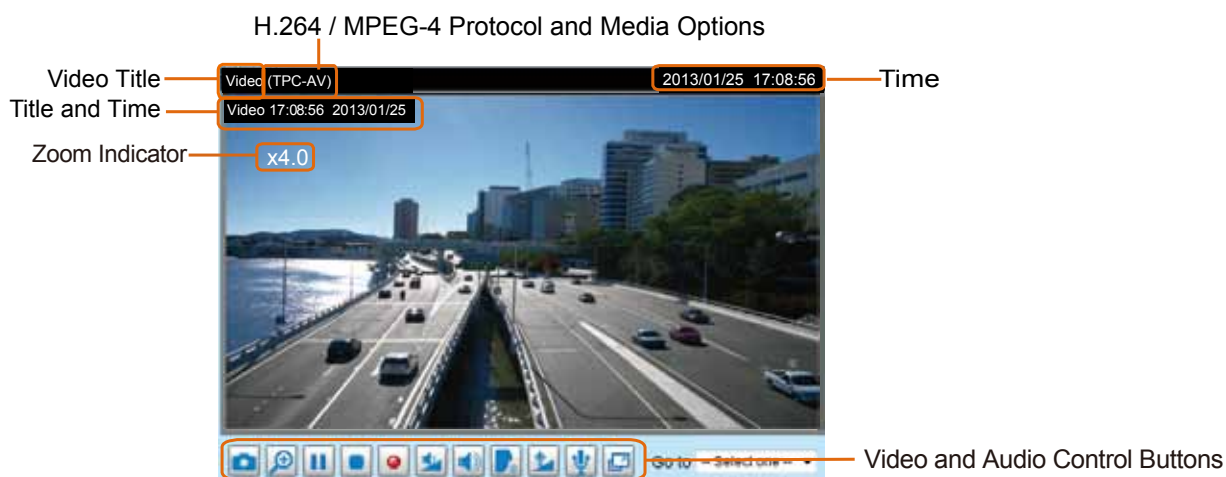 H.264 / MPEG-4 Protocol and Media Options
Video Title
Video (TPC-AV)
2013/01/25 17:08:56
Time
Title and Time
Video 17:08:56 2013/01/25
Zoom Indicator
x4.0
Go to -- Select one --
Video and Audio Control Buttons